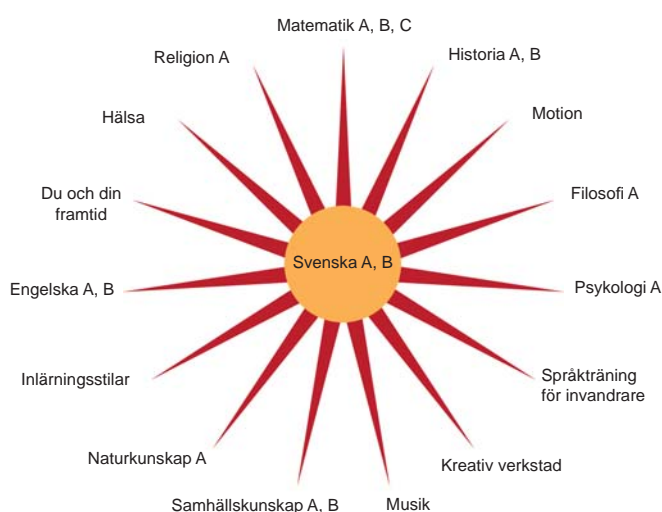 Matematik A, B, C
Religion A
Historia A, B
Hälsa
Motion
Du och din
framtid
Filosofi A
Svenska A, B
Engelska A, B
Psykologi A
Inlärningsstilar
Språkträning
för invandrare
Naturkunskap A
Kreativ verkstad
Samhällskunskap A, B
Musik